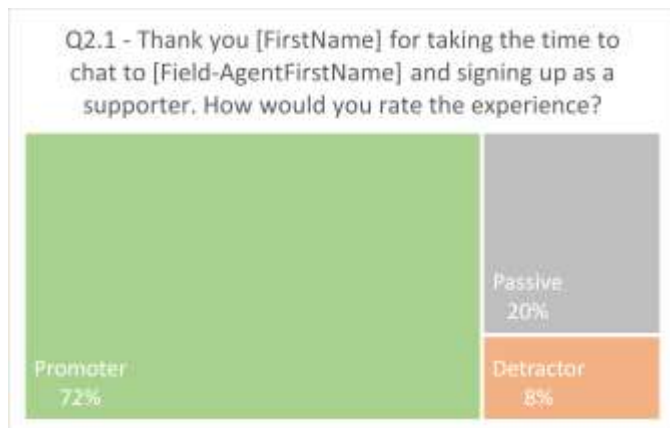 Q2.1 - Thank you [FirstName] for taking the time to
chat to [Field-AgentFirstName] and signing up as a
supporter. How would you rate the experience?
Promoter
72%
Passive
20%
Detractor
8%